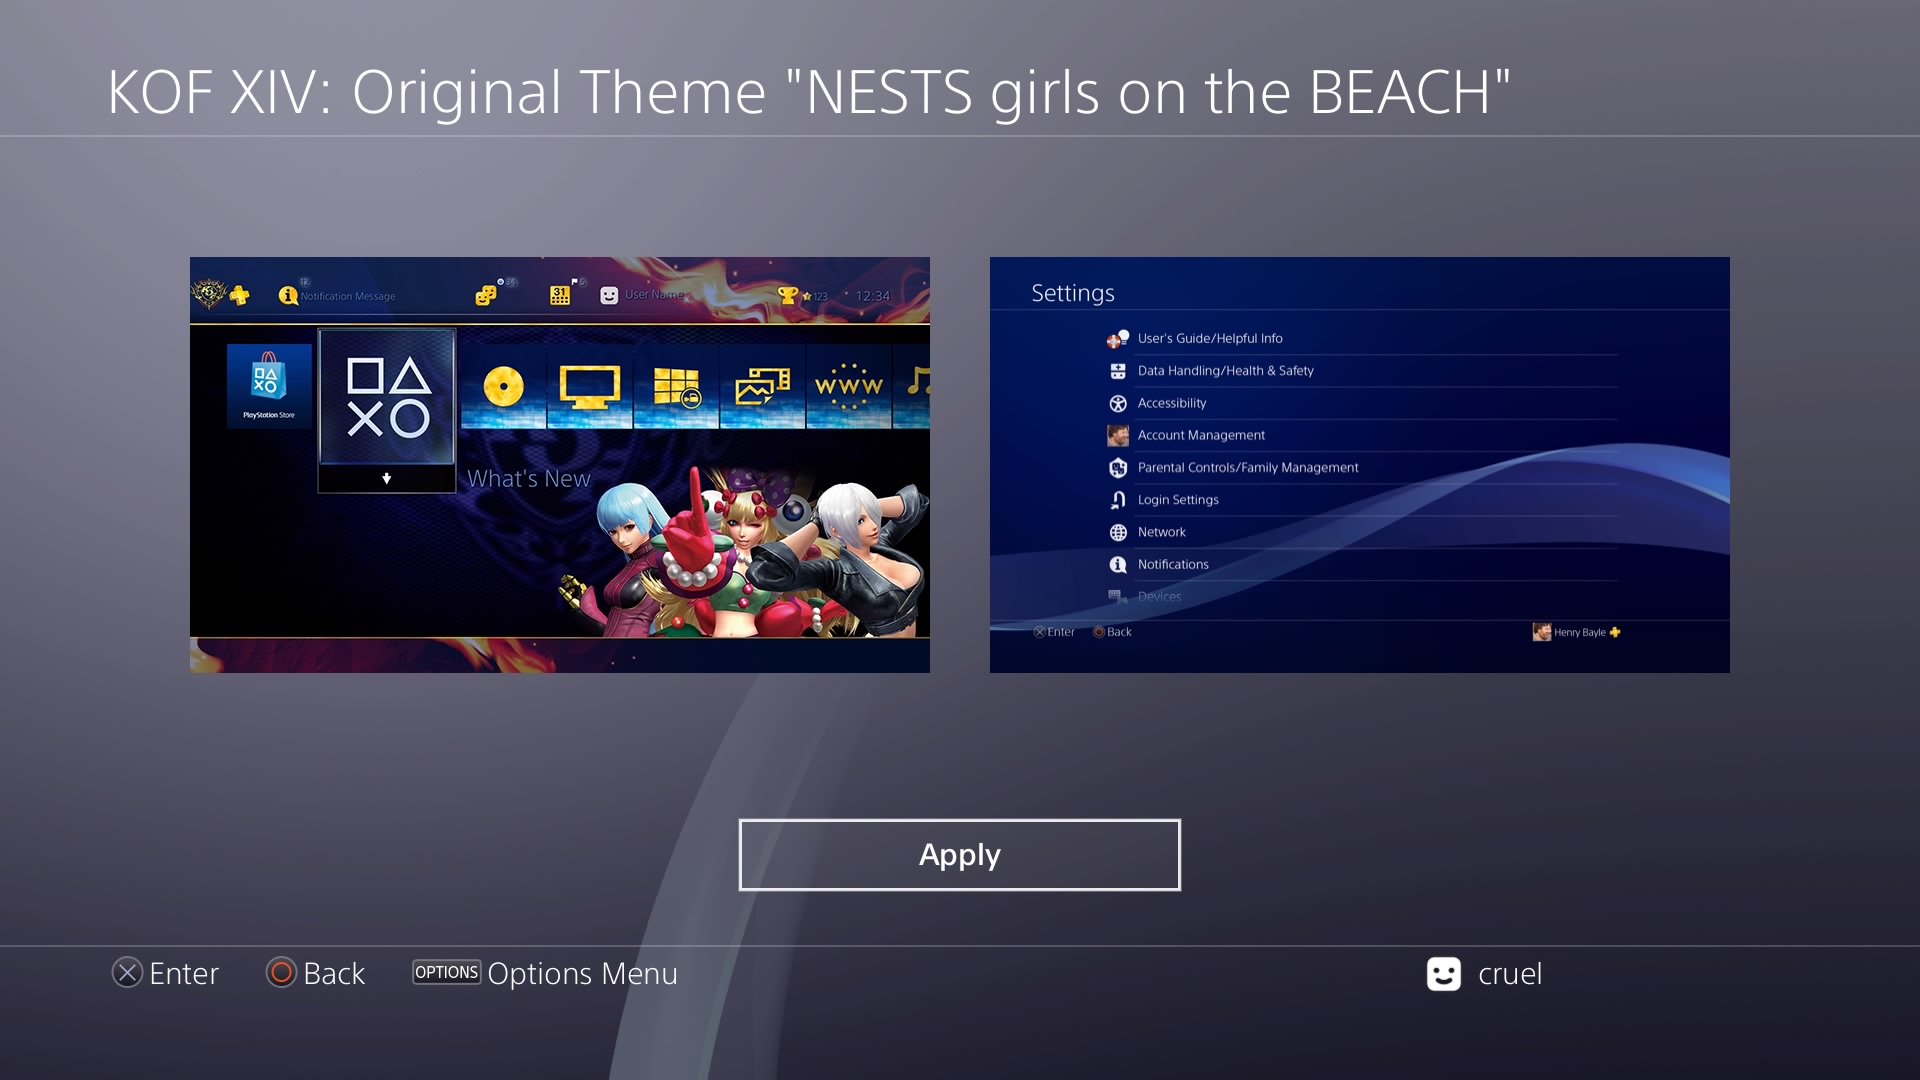 KOF XIV: Original Theme "NESTS girls on the BEACH"
12
Notification Message
User Name
123
12:34
31
PlayStation Store
WWW
What's New
Settings
User's Guide/Helpful Info
Data Handling/Health & Safety
Accessibility
Account Management
Parental Controls/Family Management
Login Settings
Network
Notifications
Devices
Enter
Back
Henry Bayle
Apply
Enter
Back
OPTIONS Options Menu
cruel